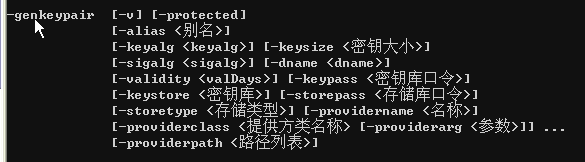 -genkeypair [-v] [-protected]
[-alias <别名>]
[-keyalg <keyalg>] [-keysize <密钥大小>]
[-sigalg <sigalg>] [-dname <dname>]
[-validity <valDays>] [-keypass <密钥库口令>]
[-keystore <密钥库>] [-storepass <存储库口令>]
[-storetype <存储类型>] [-providername <名称>]
[-providerclass <提供方类名称> [-providerarg <参数>]] ...
[-providerpath <路径列表>]